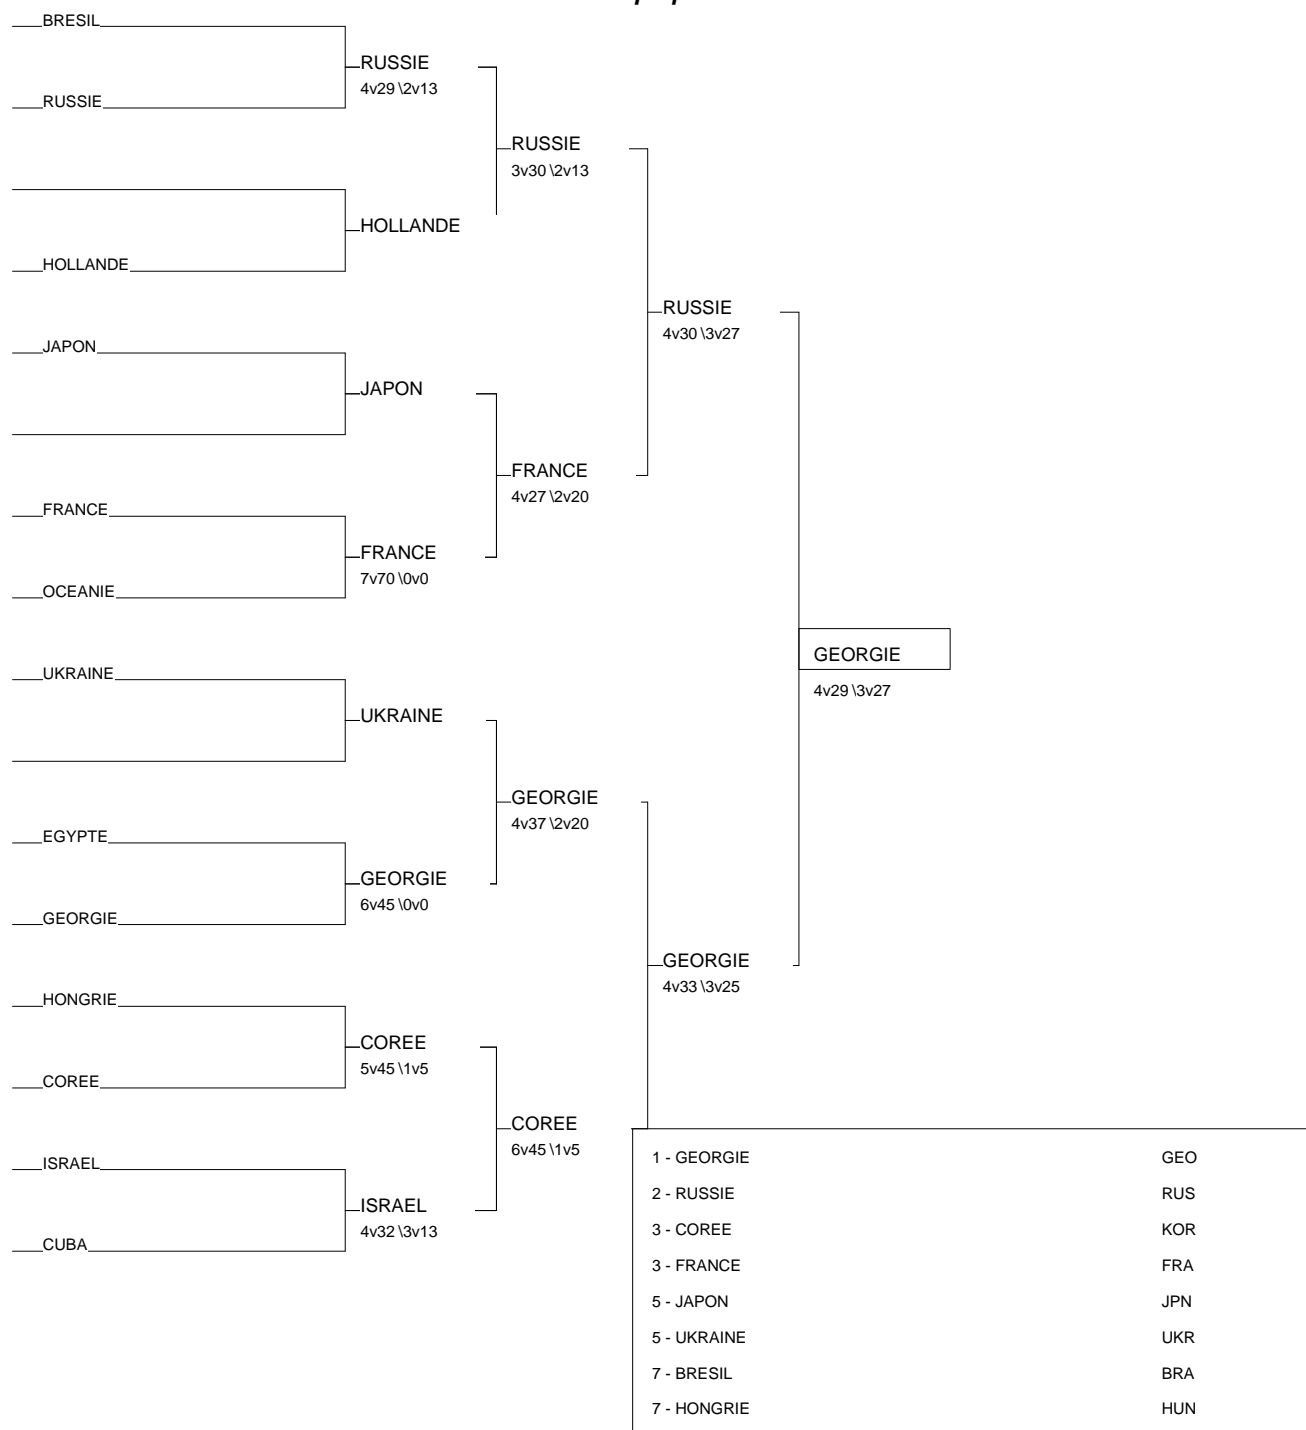 BRESIL
RUSSIE
4v29 \2v13
RUSSIE
RUSSIE
3v30 \2v13
HOLLANDE
HOLLANDE
RUSSIE
4v30 \3v27
JAPON
JAPON
FRANCE
4v27 \2v20
FRANCE
FRANCE
7v70 \0v0
OCEANIE
GEORGIE
4v29 \3v27
UKRAINE
UKRAINE
GEORGIE
4v37 \2v20
EGYPTE
GEORGIE
6v45 \0v0
GEORGIE
GEORGIE
4v33 \3v25
HONGRIE
COREE
5v45 \1v5
COREE
COREE
6v45 \1v5
ISRAEL
ISRAEL
4v32 \3v13
CUBA
1 - GEORGIE GEO
2 - RUSSIE RUS
3 - COREE KOR
3 - FRANCE FRA
5 - JAPON JPN
5 - UKRAINE UKR
7 - BRESIL BRA
7 - HONGRIE HUN